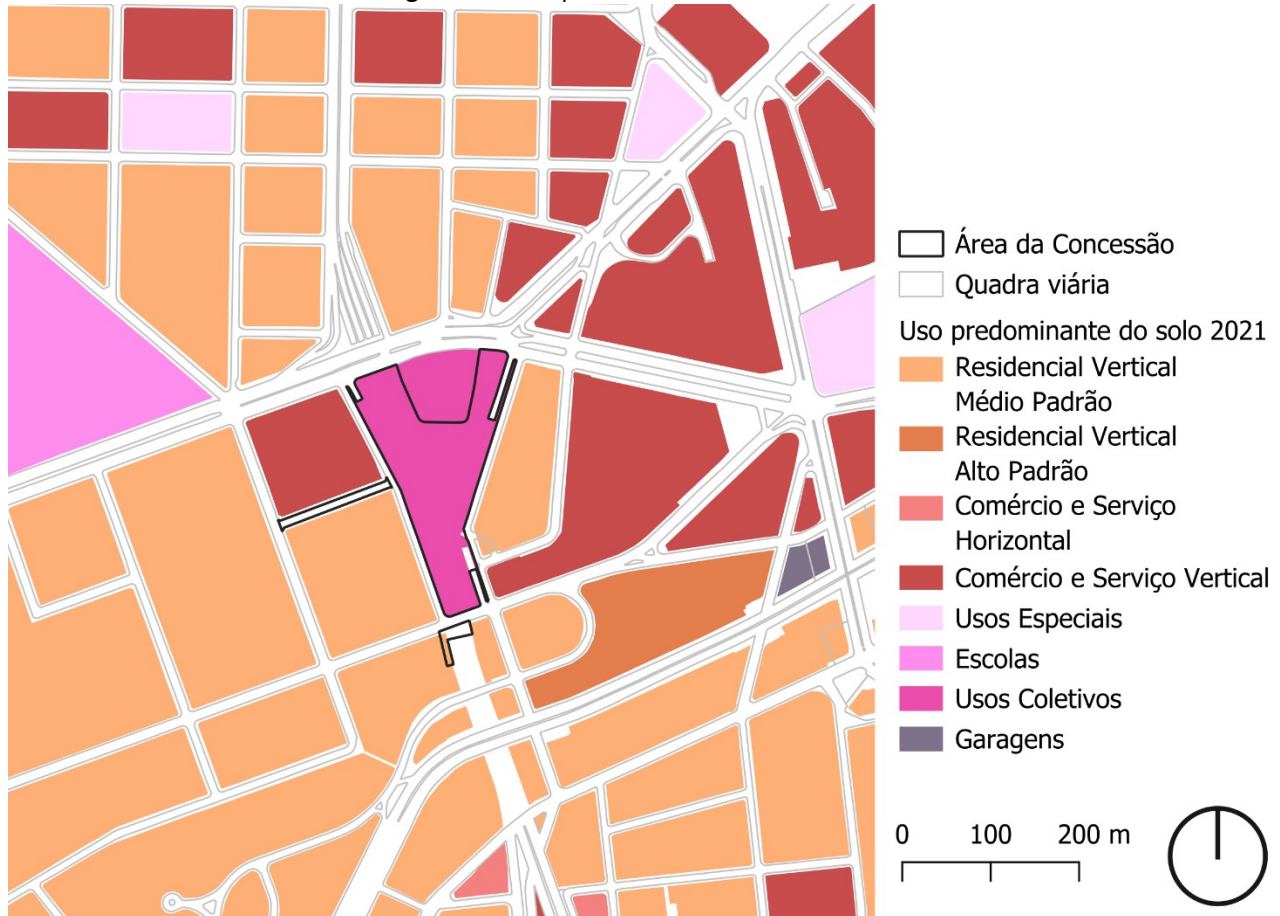 Área da Concessão
Quadra viária
Uso predominante do solo 2021
Residencial Vertical
Médio Padrão
Residencial Vertical
Alto Padrão
Comércio e Serviço
Horizontal
Comércio e Serviço Vertical
Usos Especiais
Escolas
Usos Coletivos
Garagens
0 100 200 m